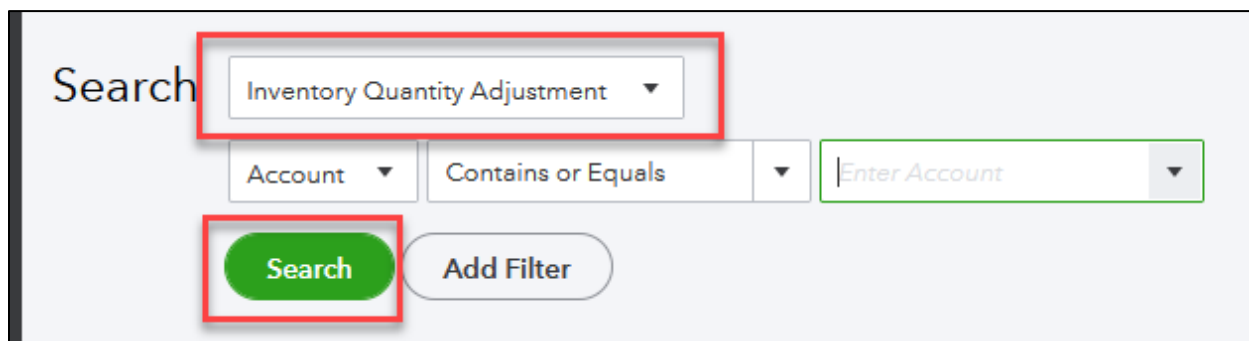 Search Inventory Quantity Adjustment
Account Contains or Equals Enter Account
Search Add Filter